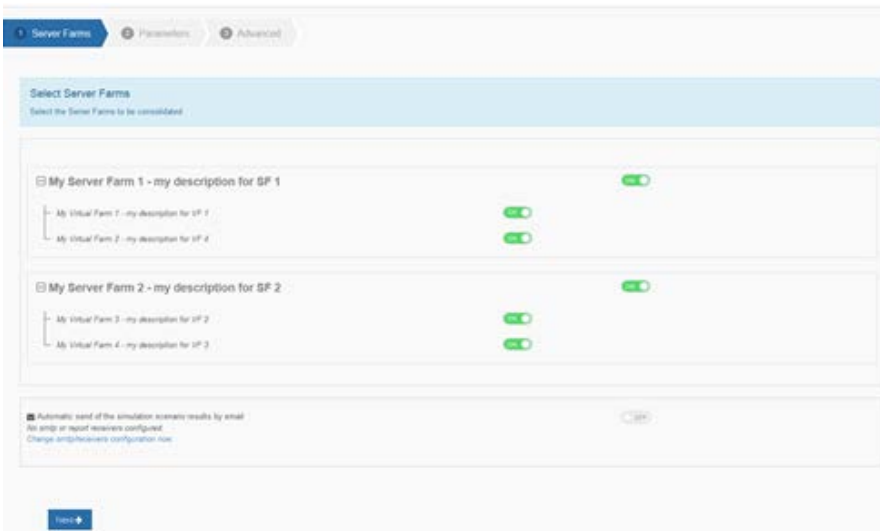 1 Server Farms 2 Parameters 3 Advanced
Select Server Farms
Select the Server Farms to be consolidated
My Server Farm 1 - my description for SF 1
ON
My Virtual Farm 1 - my description for VF 1
ON
My Virtual Farm 2 - my description for VF 4
ON
My Server Farm 2 - my description for SF 2
ON
My Virtual Farm 3 - my description for VF 2
ON
My Virtual Farm 4 - my description for VF 3
ON
Automatic send of the simulation scenario results by email
OFF
No smtp or report receivers configured
Change smtp/receivers configuration now
Next